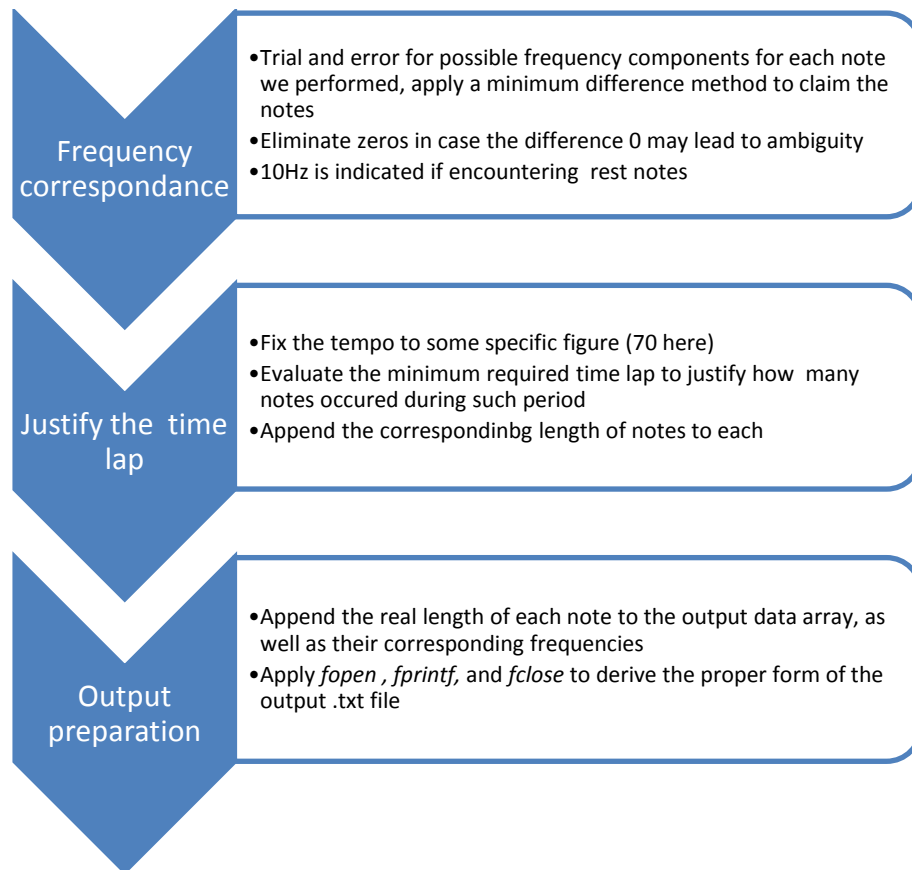 Frequency
correspondance
•Trial and error for possible frequency components for each note
we performed, apply a minimum difference method to claim the
notes
•Eliminate zeros in case the difference 0 may lead to ambiguity
•10Hz is indicated if encountering rest notes
Justify the time
lap
•Fix the tempo to some specific figure (70 here)
•Evaluate the minimum required time lap to justify how many
notes occured during such period
•Append the correspondinbg length of notes to each
Output
preparation
•Append the real length of each note to the output data array, as
well as their corresponding frequencies
•Apply fopen , fprintf, and fclose to derive the proper form of the
output .txt file